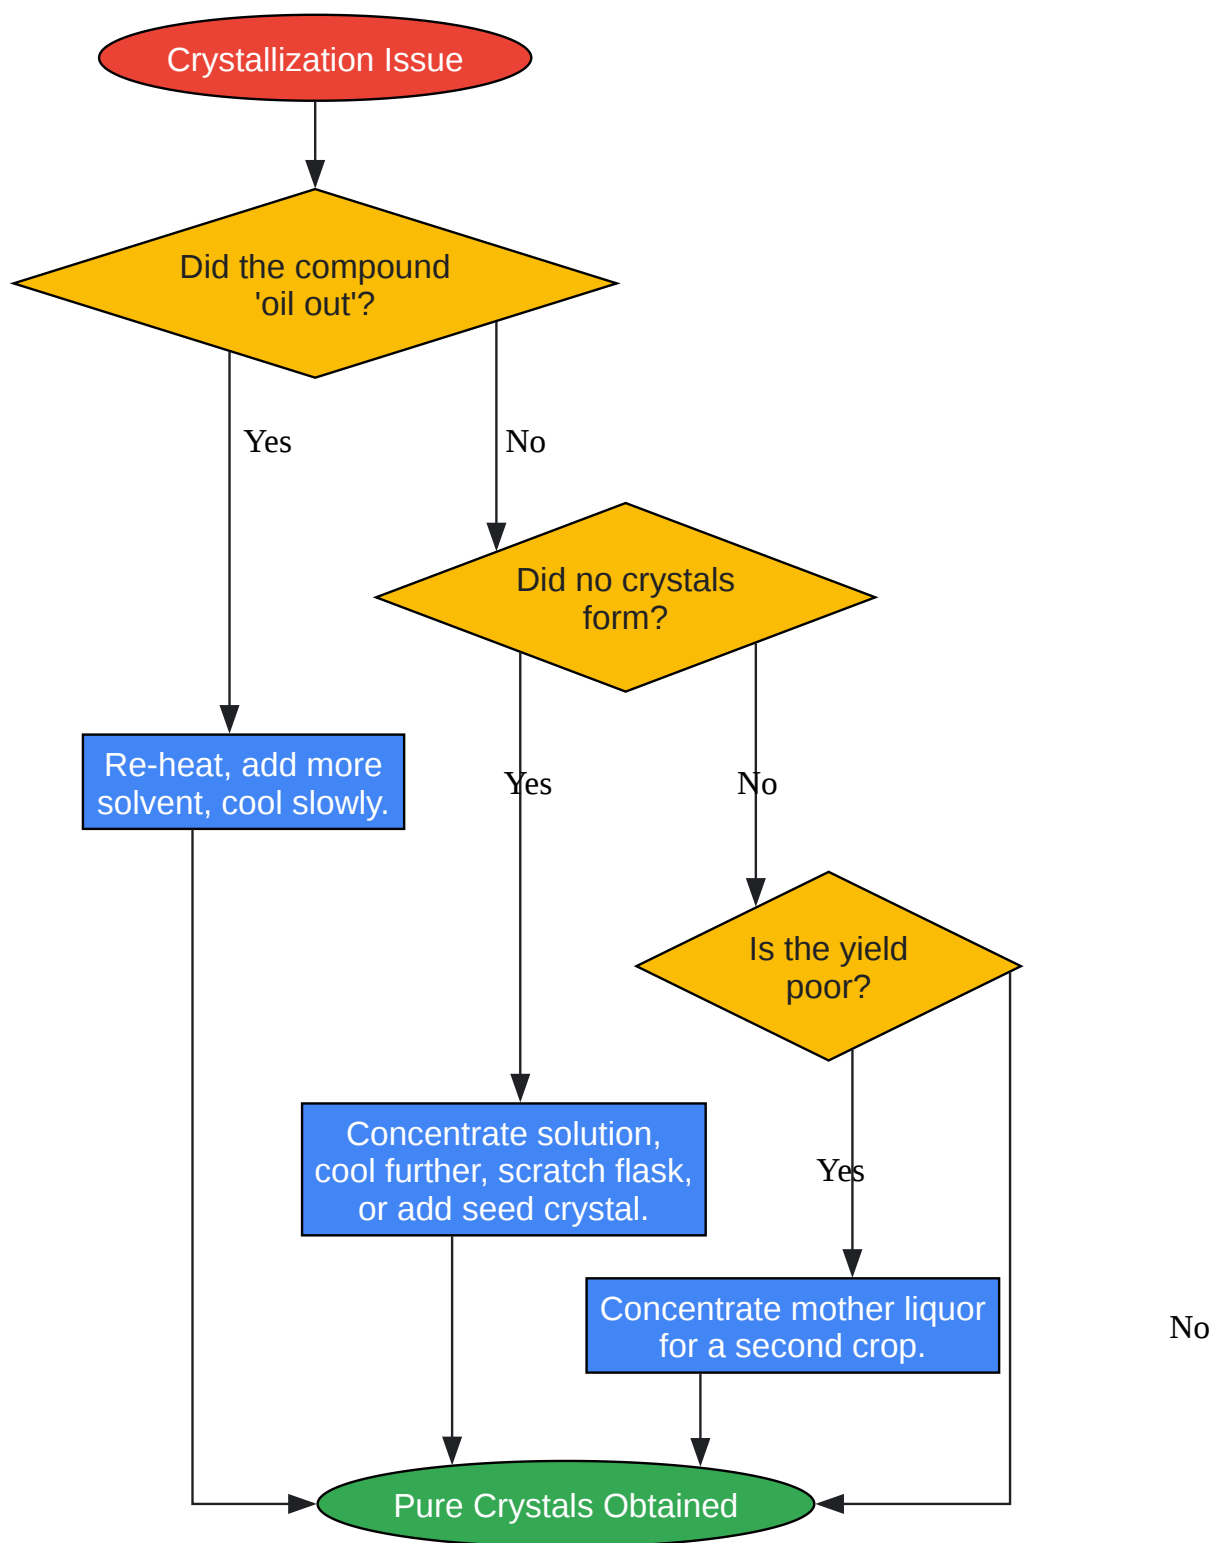 Crystallization Issue
Did the compound
'oil out'?
Yes
No
Did no crystals
form?
Re-heat, add more
solvent, cool slowly.
Yes
No
Is the yield
poor?
Concentrate solution,
cool further, scratch flask,
or add seed crystal.
Yes
Concentrate mother liquor
for a second crop.
No
Pure Crystals Obtained